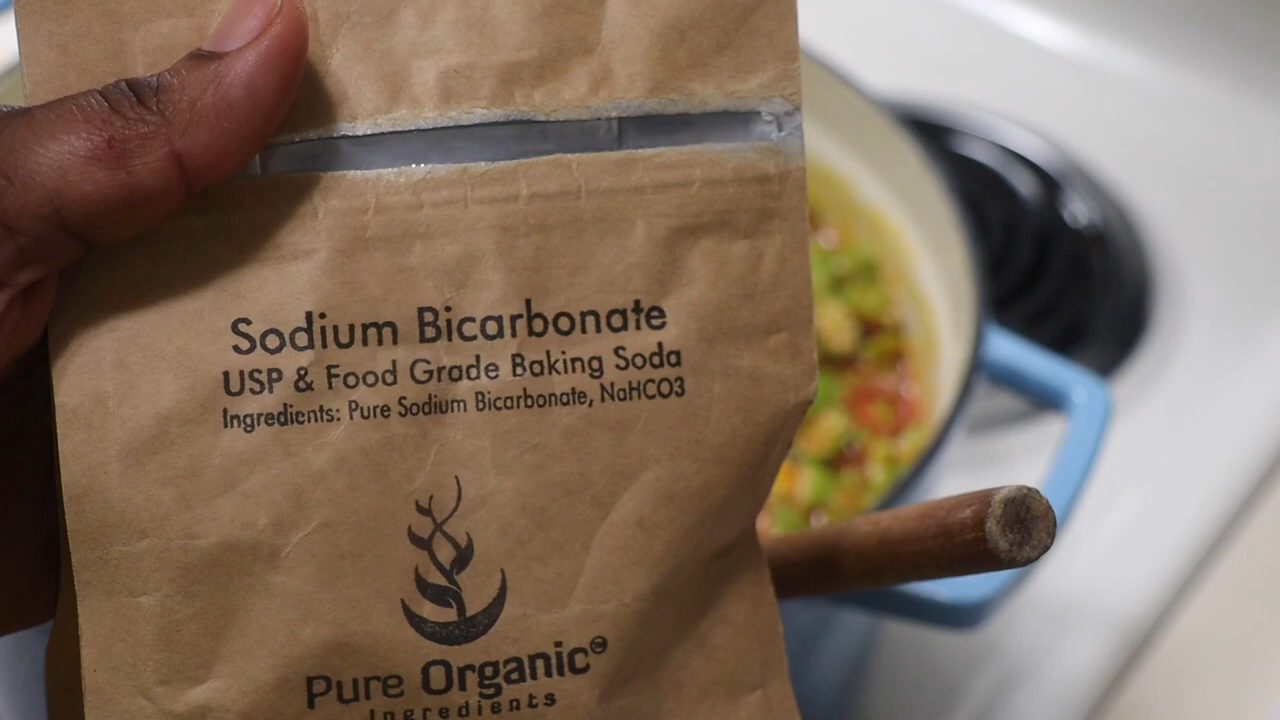 Sodium Bicarbonate
USP & Food Grade Baking Soda
Ingredients: Pure Sodium Bicarbonate, NaHCO3
Pure Organic
Ingredients